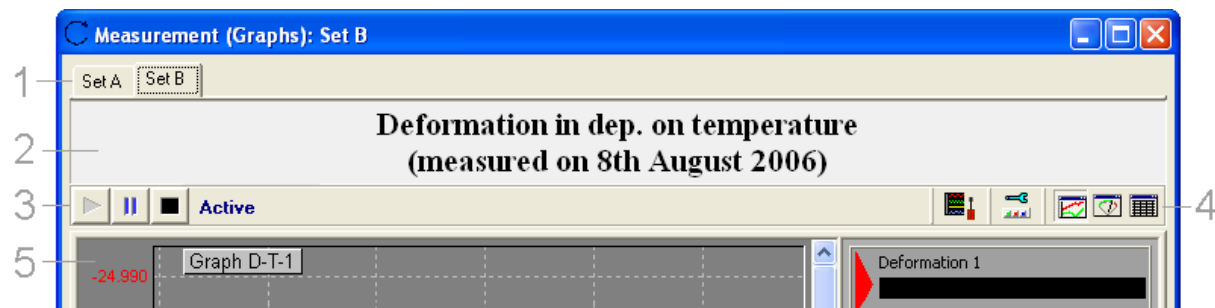 Measurement (Graphs): Set B
1
Set A
Set B
2
Deformation in dep. on temperature
(measured on 8th August 2006)
3
Active
4
5
-24.990
Graph D-T-1
Deformation 1